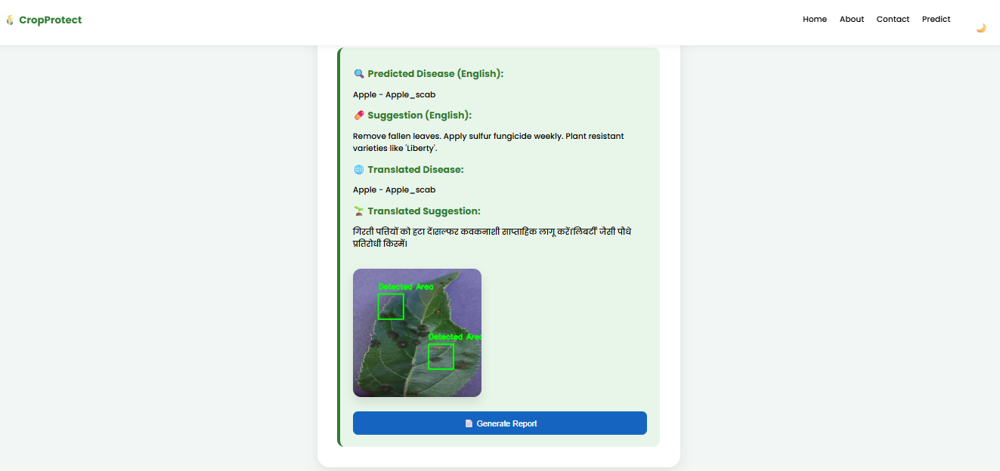 CropProtect
Home About Contact Predict
Predicted Disease (English):
Apple - Apple_scab
Suggestion (English):
Remove fallen leaves. Apply sulfur fungicide weekly. Plant resistant
varieties like 'Liberty'.
Translated Disease:
Apple - Apple_scab
Translated Suggestion:
गिरती पत्तियों को हटा दें।सल्फर कवकनाशी साप्ताहिक लागू करें।'लिबर्टी' जैसी पौधे
प्रतिरोधी किस्में।
Detected Area
Detected Area
Generate Report